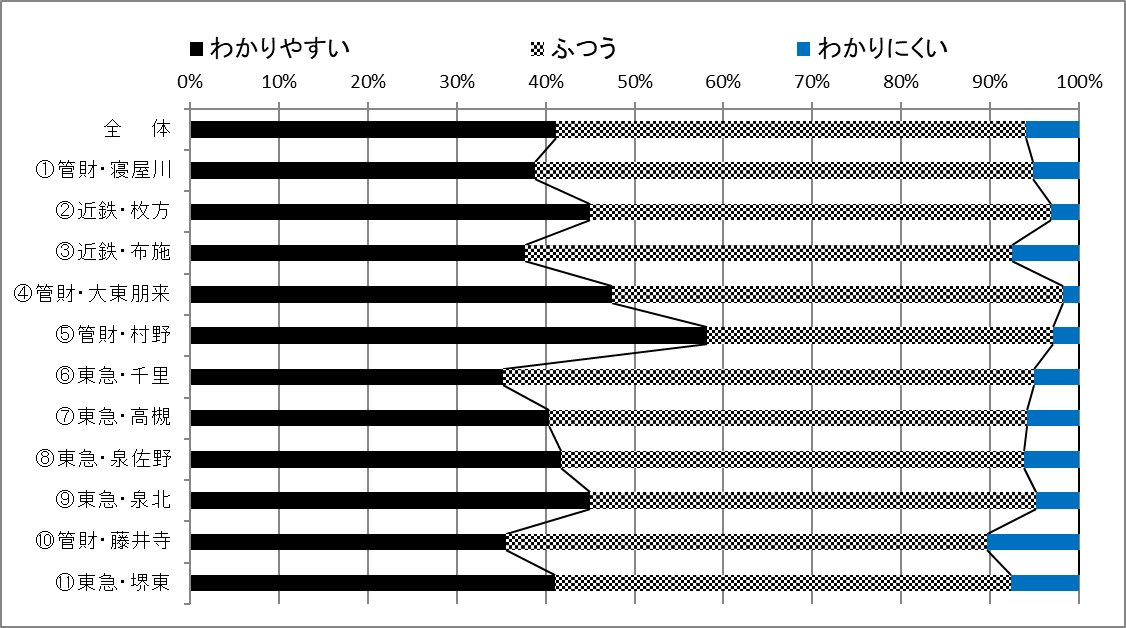 わかりやすい ふつう わかりにくい
0% 10% 20% 30% 40% 50% 60% 70% 80% 90% 100%
全 体
①管財・寝屋川
②近鉄・枚方
③近鉄・布施
④管財・大東朋来
⑤管財・村野
⑥東急・千里
⑦東急・高槻
⑧東急・泉佐野
⑨東急・泉北
⑩管財・藤井寺
⑪東急・堺東